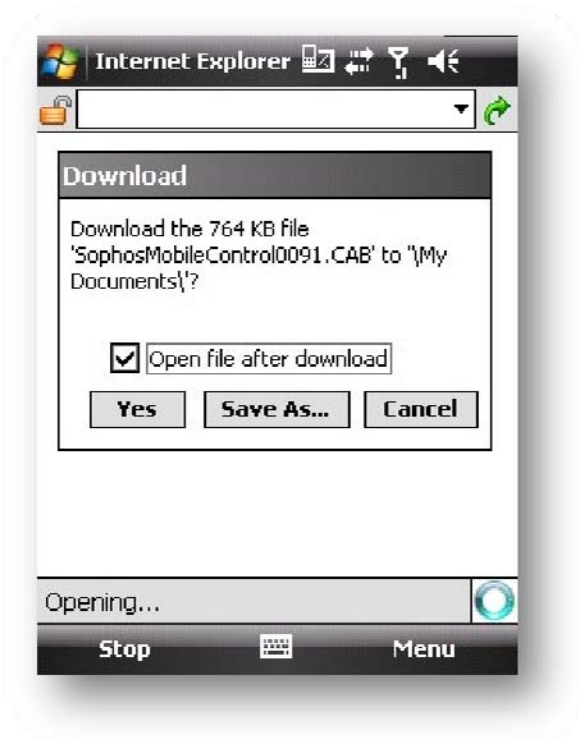 Internet Explorer
Download
Download the 764 KB file
'SophosMobileControl0091.CAB' to '\My
Documents\'?
Open file after download
Yes Save As... Cancel
Opening...
Stop Menu